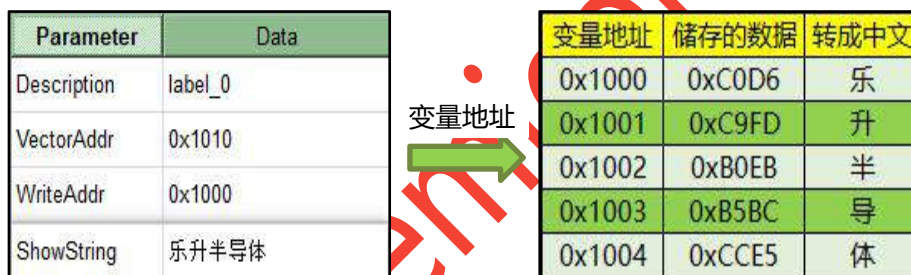 Parameter Data
Description label_0
VectorAddr 0x1010
WriteAddr 0x1000
ShowString 乐升半导体
变量地址
变量地址 储存的数据 转成中文
0x1000 0xC0D6 乐
0x1001 0xC9FD 升
0x1002 0xB0EB 半
0x1003 0xB5BC 导
0x1004 0xCCE5 体